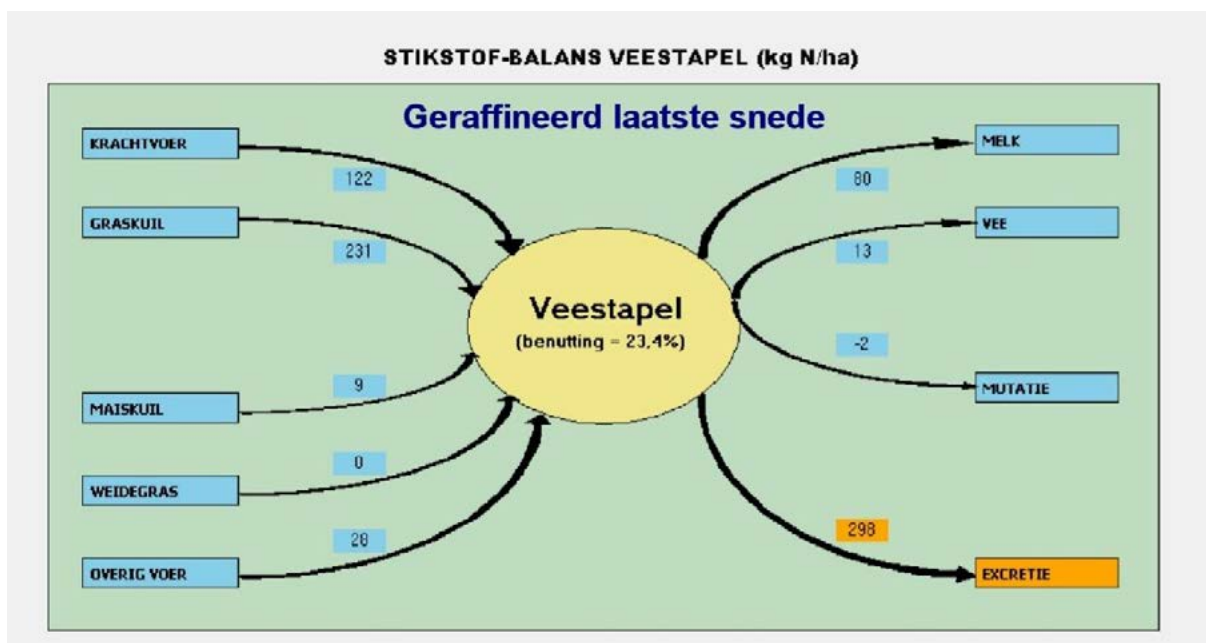 STIKSTOF-BALANS VEESTAPEL (kg N/ha)
Geraffineerd laatste snede
KRACHTVOER
122
GRASKUIL
231
MAISKUIL
9
WEIDEGRAS
0
OVERIG VOER
28
Veestapel
(benutting = 23,4%)
MELK
80
VEE
13
-2
MUTATIE
298
EXCRETIE